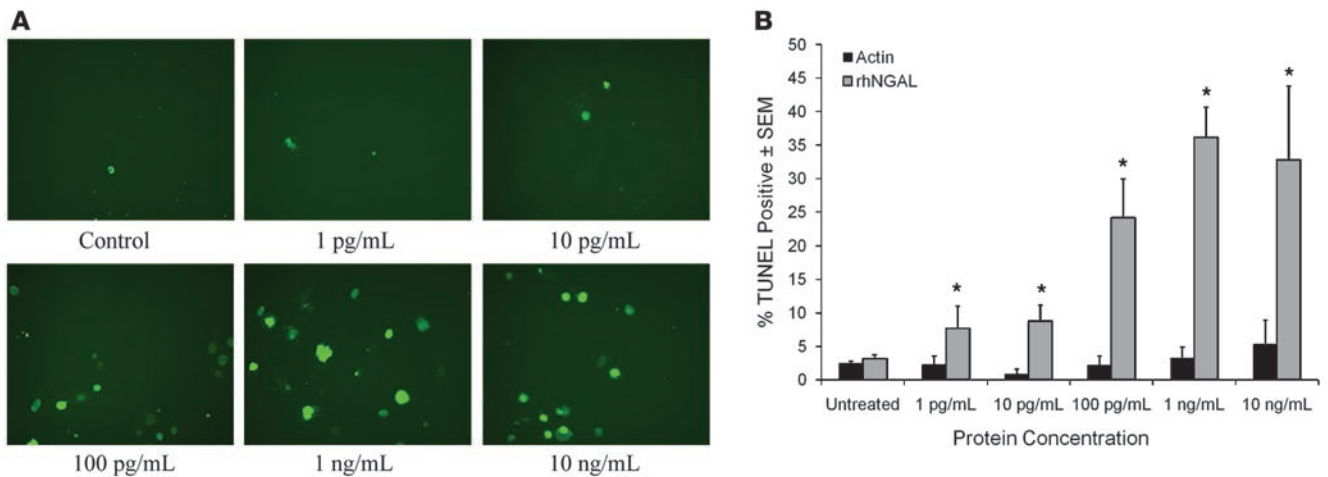 A
Control
1 pg/mL
10 pg/mL
100 pg/mL
1 ng/mL
10 ng/mL
B
% TUNEL Positive ± SEM
50
45
40
35
30
25
20
15
10
5
0
Actin
rhNGAL
*
*
*
*
*
Untreated
1 pg/mL
10 pg/mL
100 pg/mL
1 ng/mL
10 ng/mL
Protein Concentration